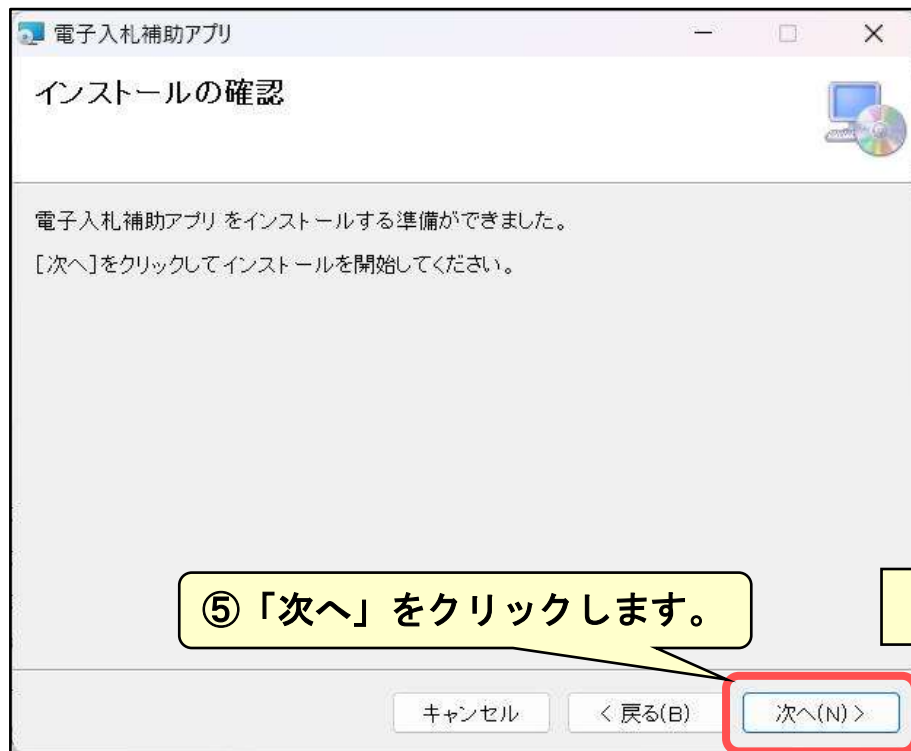 電子入札補助アプリ
インストールの確認
電子入札補助アプリ をインストールする準備ができました。
[次へ]をクリックしてインストールを開始してください。
⑤「次へ」をクリックします。
キャンセル
< 戻る(B)
次へ(N) >